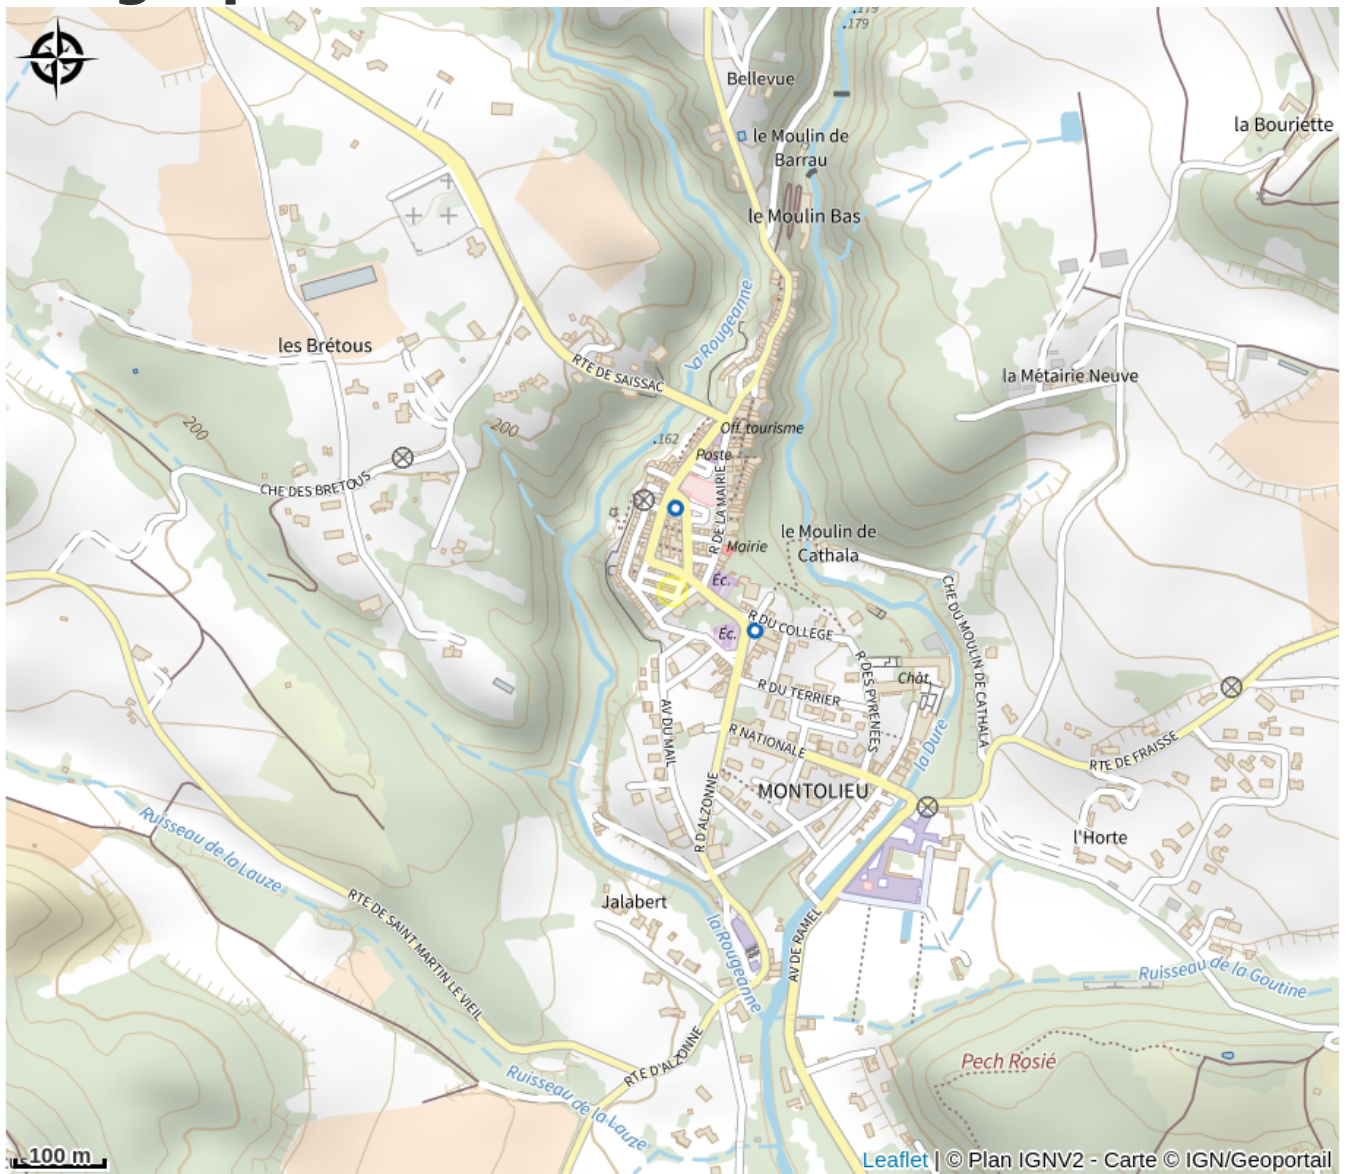 179
.179
Bellevue
le Moulin de
Barrau
la Bouriette
le Moulin Bas
la Rougeanne
les Brétous
RTE DE SAISSAC
la Métairie Neuve
200
200
.162
Off. tourisme
Poste
CHE DES BRETOUS
R DE LA MAIRIE
Mairie
le Moulin de
Cathala
Éc.
CHE DU MOULIN DE CATHALA
Éc.
R DU COLLEGE
R DES PYRENEES
Chât.
R DU TERRIER
AV DU MAIL
R NATIONALE
la Dure
RTE DE FRAISSE
MONTOLIEU
R D'ALZONNE
Ruisseau de la Lauze
l'Horte
RTE DE SAINT MARTIN LE VIEIL
Jalabert
la Rougeanne
AV DE RAMEL
Ruisseau de la Goutine
RTE D'ALZONNE
Pech Rosié
Ruisseau de la Lauze
100 m
Leaflet | © Plan IGNV2 - Carte © IGN/Geoportail